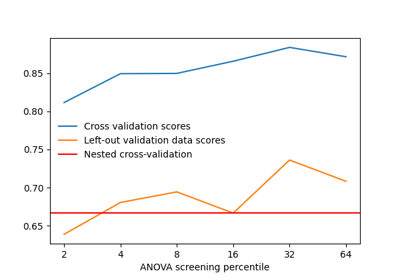 0.85
0.80
0.75
0.70
0.65
Cross validation scores
Left-out validation data scores
Nested cross-validation
2 4 8 16 32 64
ANOVA screening percentile